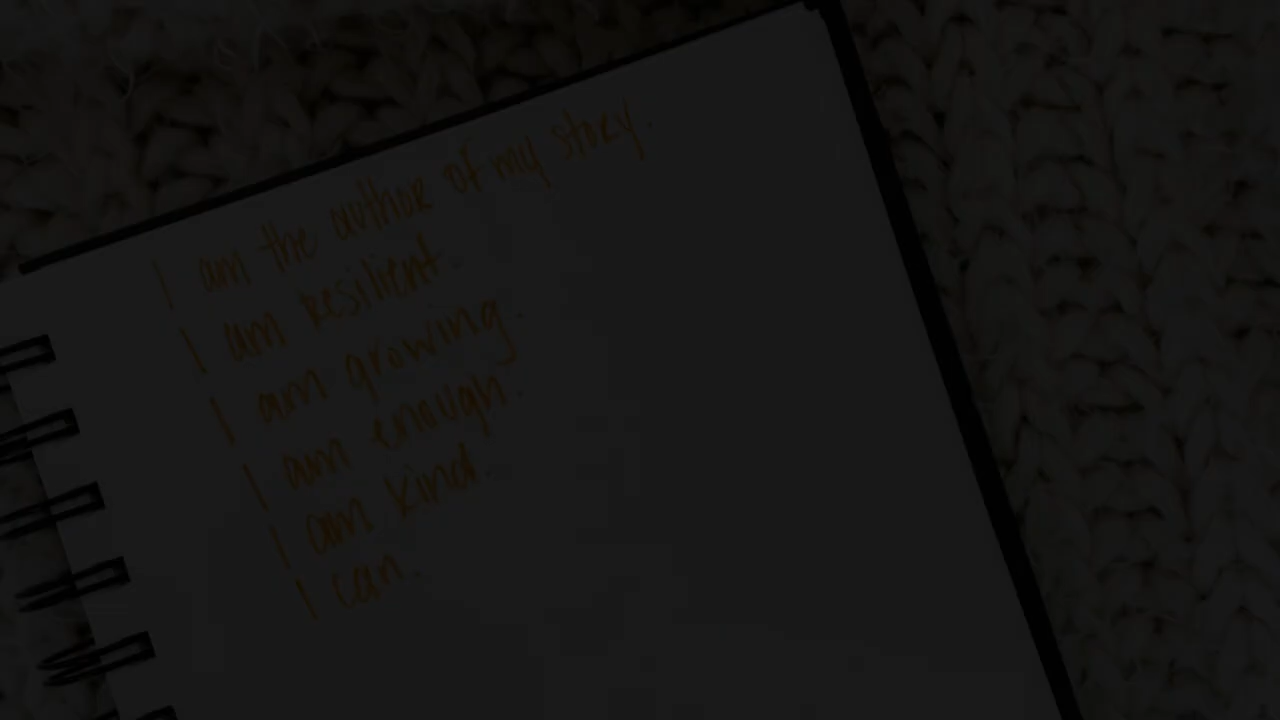 I am the author of my story.
I am resilient.
I am growing.
I am enough.
I am kind.
I can.